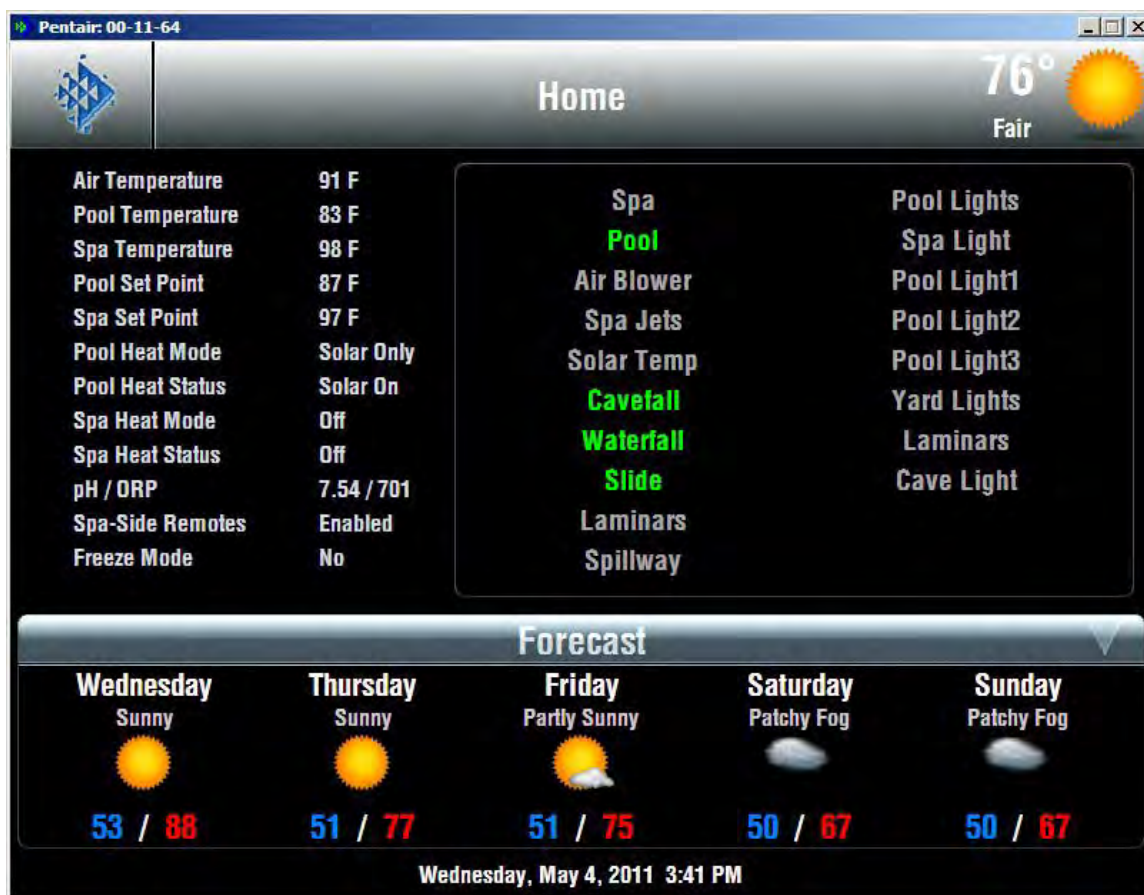 Pentair: 00-11-64
Home
76°
Fair
Air Temperature 91 F
Pool Temperature 83 F
Spa Temperature 98 F
Pool Set Point 87 F
Spa Set Point 97 F
Pool Heat Mode Solar Only
Pool Heat Status Solar On
Spa Heat Mode Off
Spa Heat Status Off
pH / ORP 7.54 / 701
Spa-Side Remotes Enabled
Freeze Mode No
Spa
Pool
Air Blower
Spa Jets
Solar Temp
Cavefall
Waterfall
Slide
Laminars
Spillway
Pool Lights
Spa Light
Pool Light1
Pool Light2
Pool Light3
Yard Lights
Laminars
Cave Light
Forecast
Wednesday Thursday Friday Saturday Sunday
Sunny Sunny Partly Sunny Patchy Fog Patchy Fog
53 / 88 51 / 77 51 / 75 50 / 67 50 / 67
Wednesday, May 4, 2011 3:41 PM